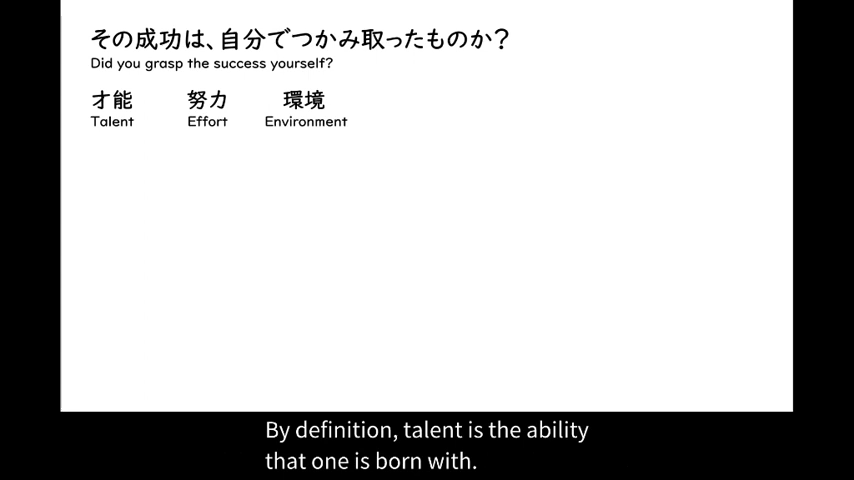 その成功は、自分でつかみ取ったものか?
Did you grasp the success yourself?
才能 努力 環境
Talent Effort Environment
By definition, talent is the ability
that one is born with.